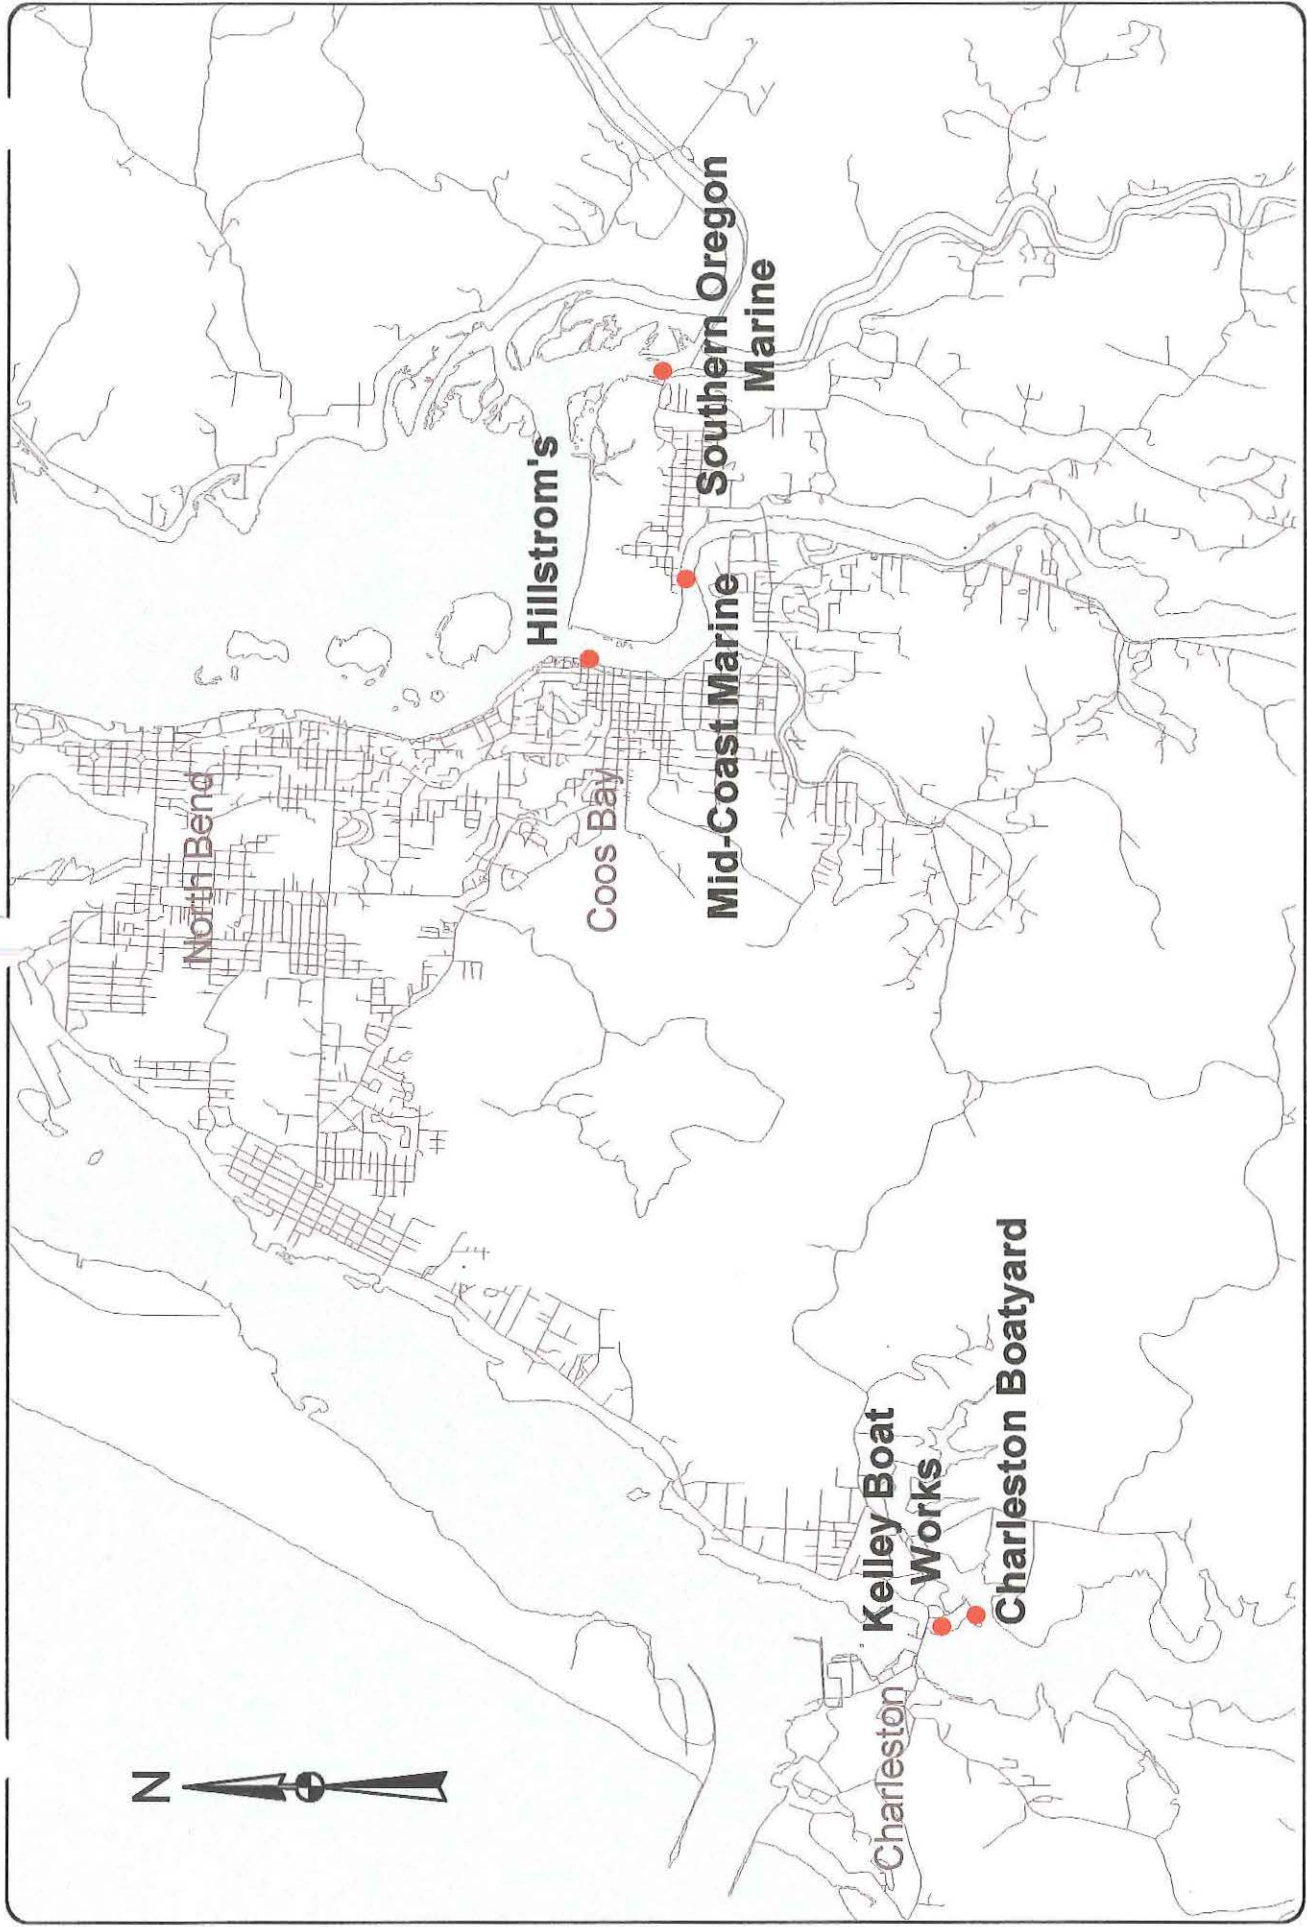 N
North Bend
Hillstrom's
Coos Bay
Southern Oregon
Marine
Mid-Coast Marine
Kelley Boat
Works
Charleston
Charleston Boatyard